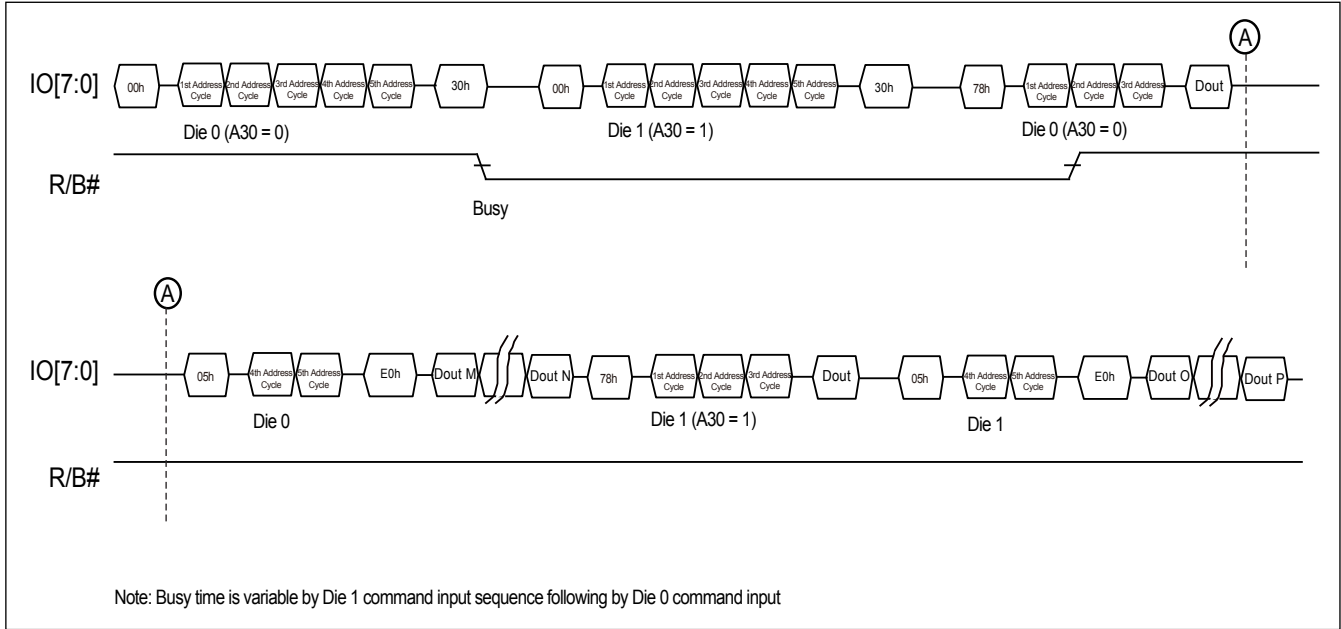 A
IO[7:0] 00h 1st Address Cycle 2nd Address Cycle 3rd Address Cycle 4th Address Cycle 5th Address Cycle 30h 00h 1st Address Cycle 2nd Address Cycle 3rd Address Cycle 4th Address Cycle 5th Address Cycle 30h 78h 1st Address Cycle 2nd Address Cycle 3rd Address Cycle Dout
Die 0 (A30 = 0) Die 1 (A30 = 1) Die 0 (A30 = 0)
R/B#
Busy
A
IO[7:0] 05h 4th Address Cycle 5th Address Cycle E0h Dout M Dout N 78h 1st Address Cycle 2nd Address Cycle 3rd Address Cycle Dout 05h 4th Address Cycle 5th Address Cycle E0h Dout O Dout P
Die 0 Die 1 (A30 = 1) Die 1
R/B#
Note: Busy time is variable by Die 1 command input sequence following by Die 0 command input